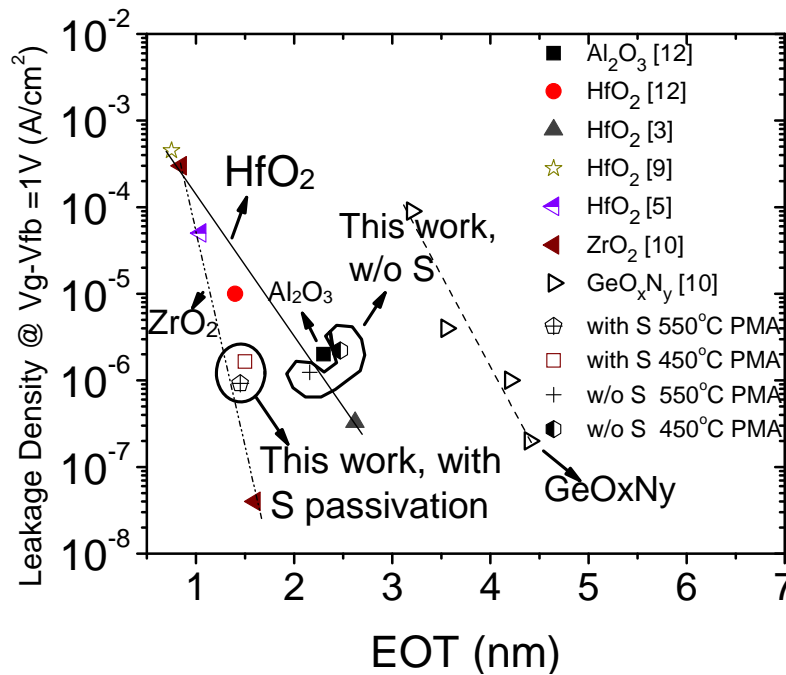 Leakage Density @ Vg-Vfb =1V (A/cm²)
10⁻²
10⁻³
10⁻⁴
10⁻⁵
10⁻⁶
10⁻⁷
10⁻⁸
Al₂O₃ [12]
HfO₂ [12]
HfO₂ [3]
HfO₂ [9]
HfO₂ [5]
ZrO₂ [10]
GeOₓNᵧ [10]
with S 550°C PMA
with S 450°C PMA
w/o S 550°C PMA
w/o S 450°C PMA
HfO₂
This work,
w/o S
Al₂O₃
ZrO₂
This work, with
S passivation
GeOxNy
1 2 3 4 5 6 7
EOT (nm)